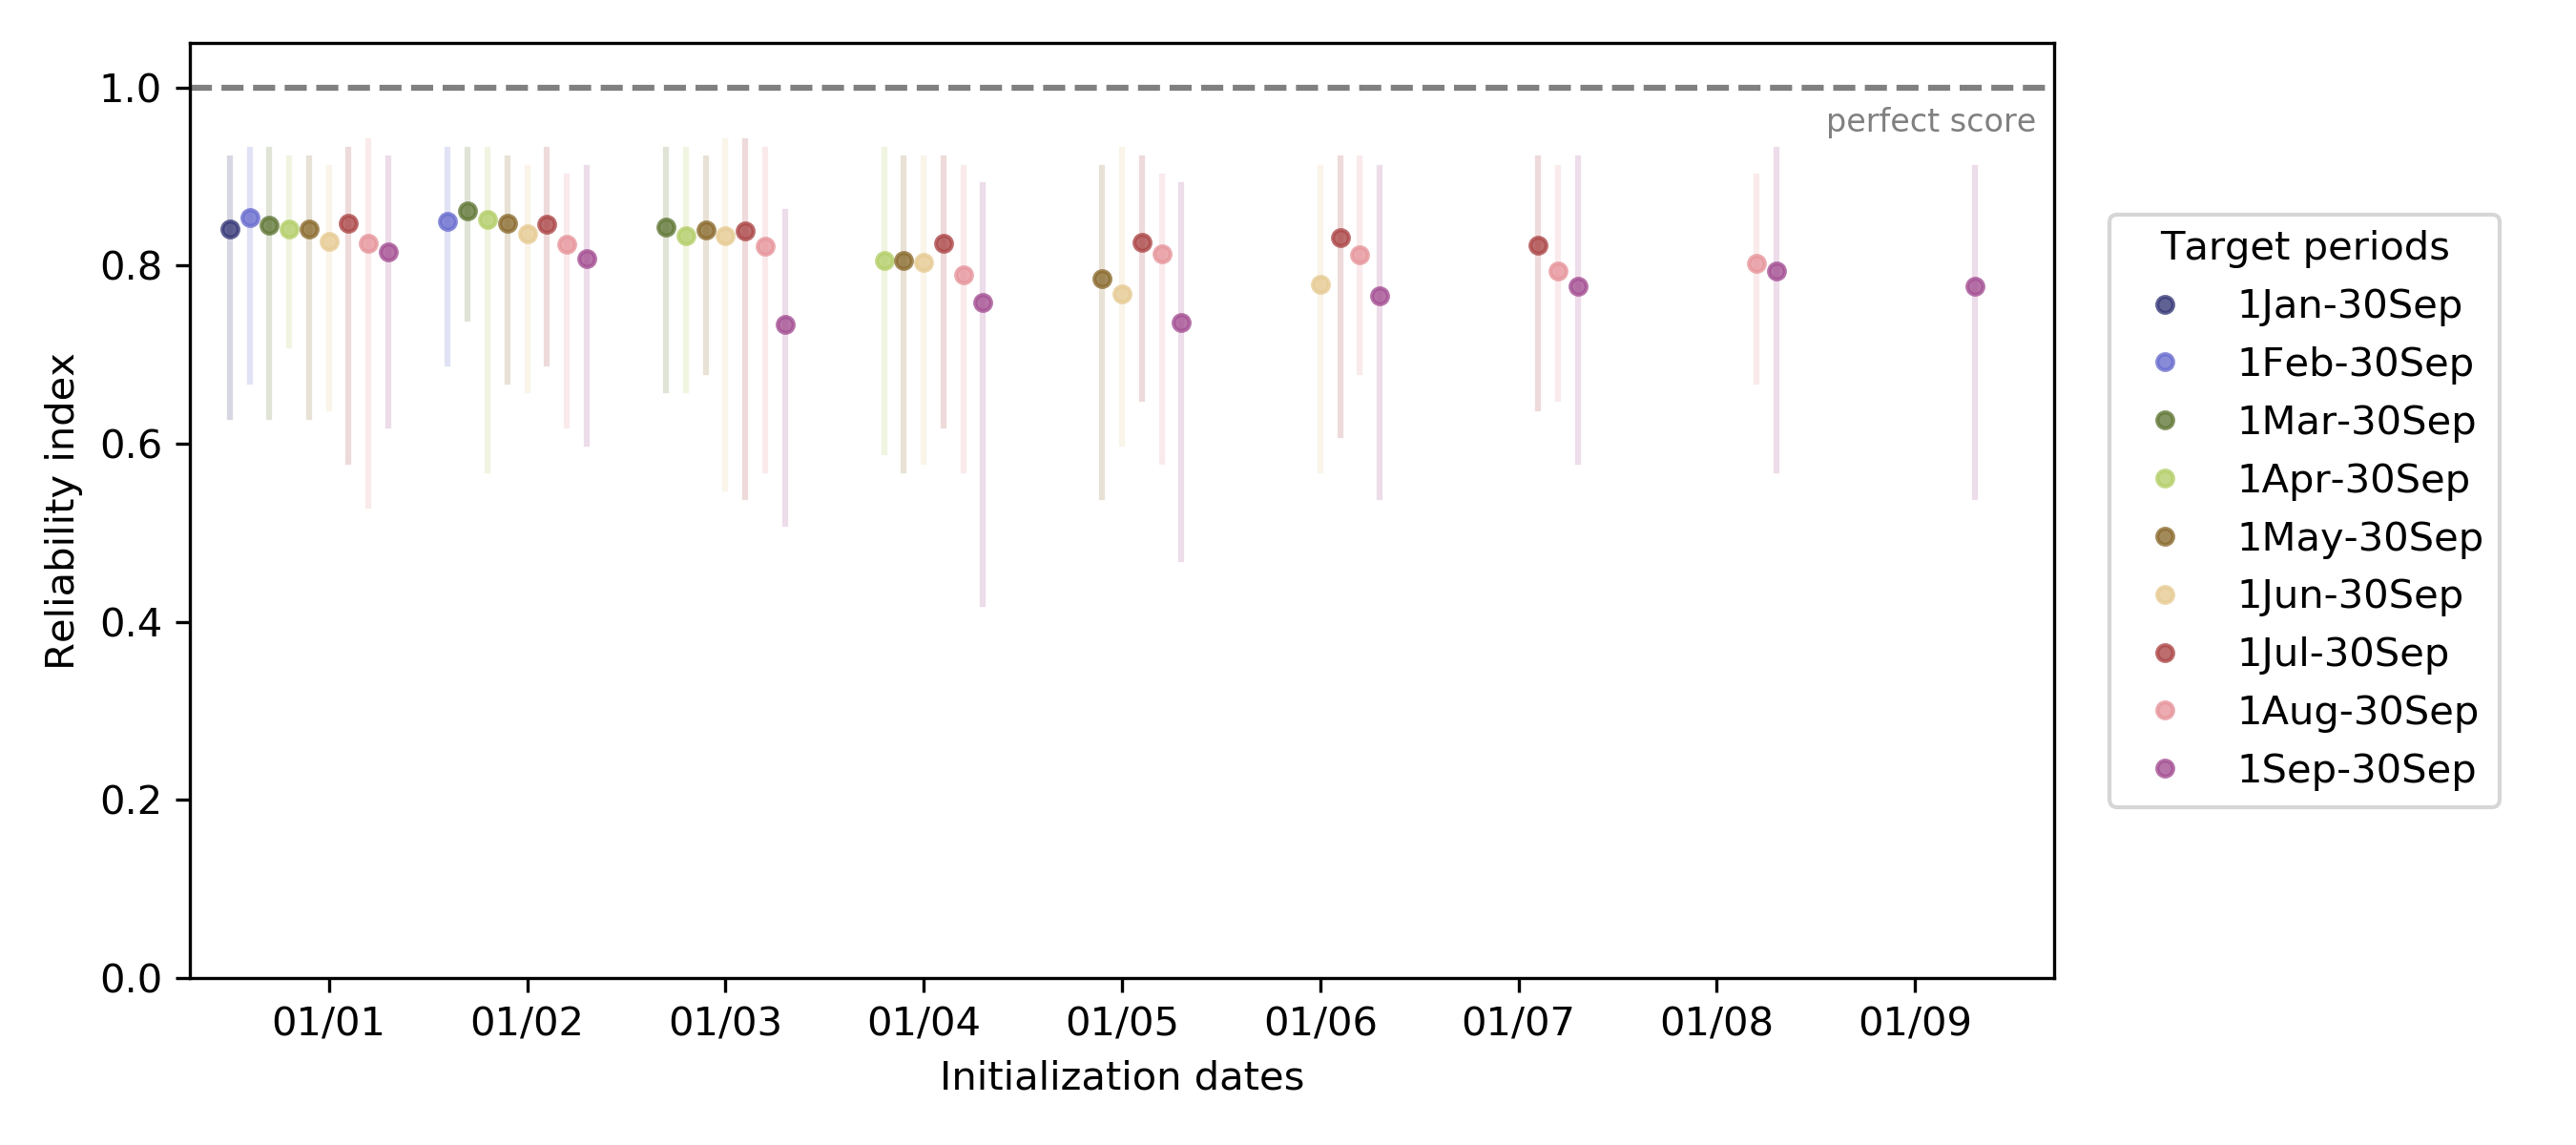 1.0
0.8
0.6
0.4
0.2
0.0
Reliability index
perfect score
01/01
01/02
01/03
01/04
01/05
01/06
01/07
01/08
01/09
Initialization dates
Target periods
1Jan-30Sep
1Feb-30Sep
1Mar-30Sep
1Apr-30Sep
1May-30Sep
1Jun-30Sep
1Jul-30Sep
1Aug-30Sep
1Sep-30Sep